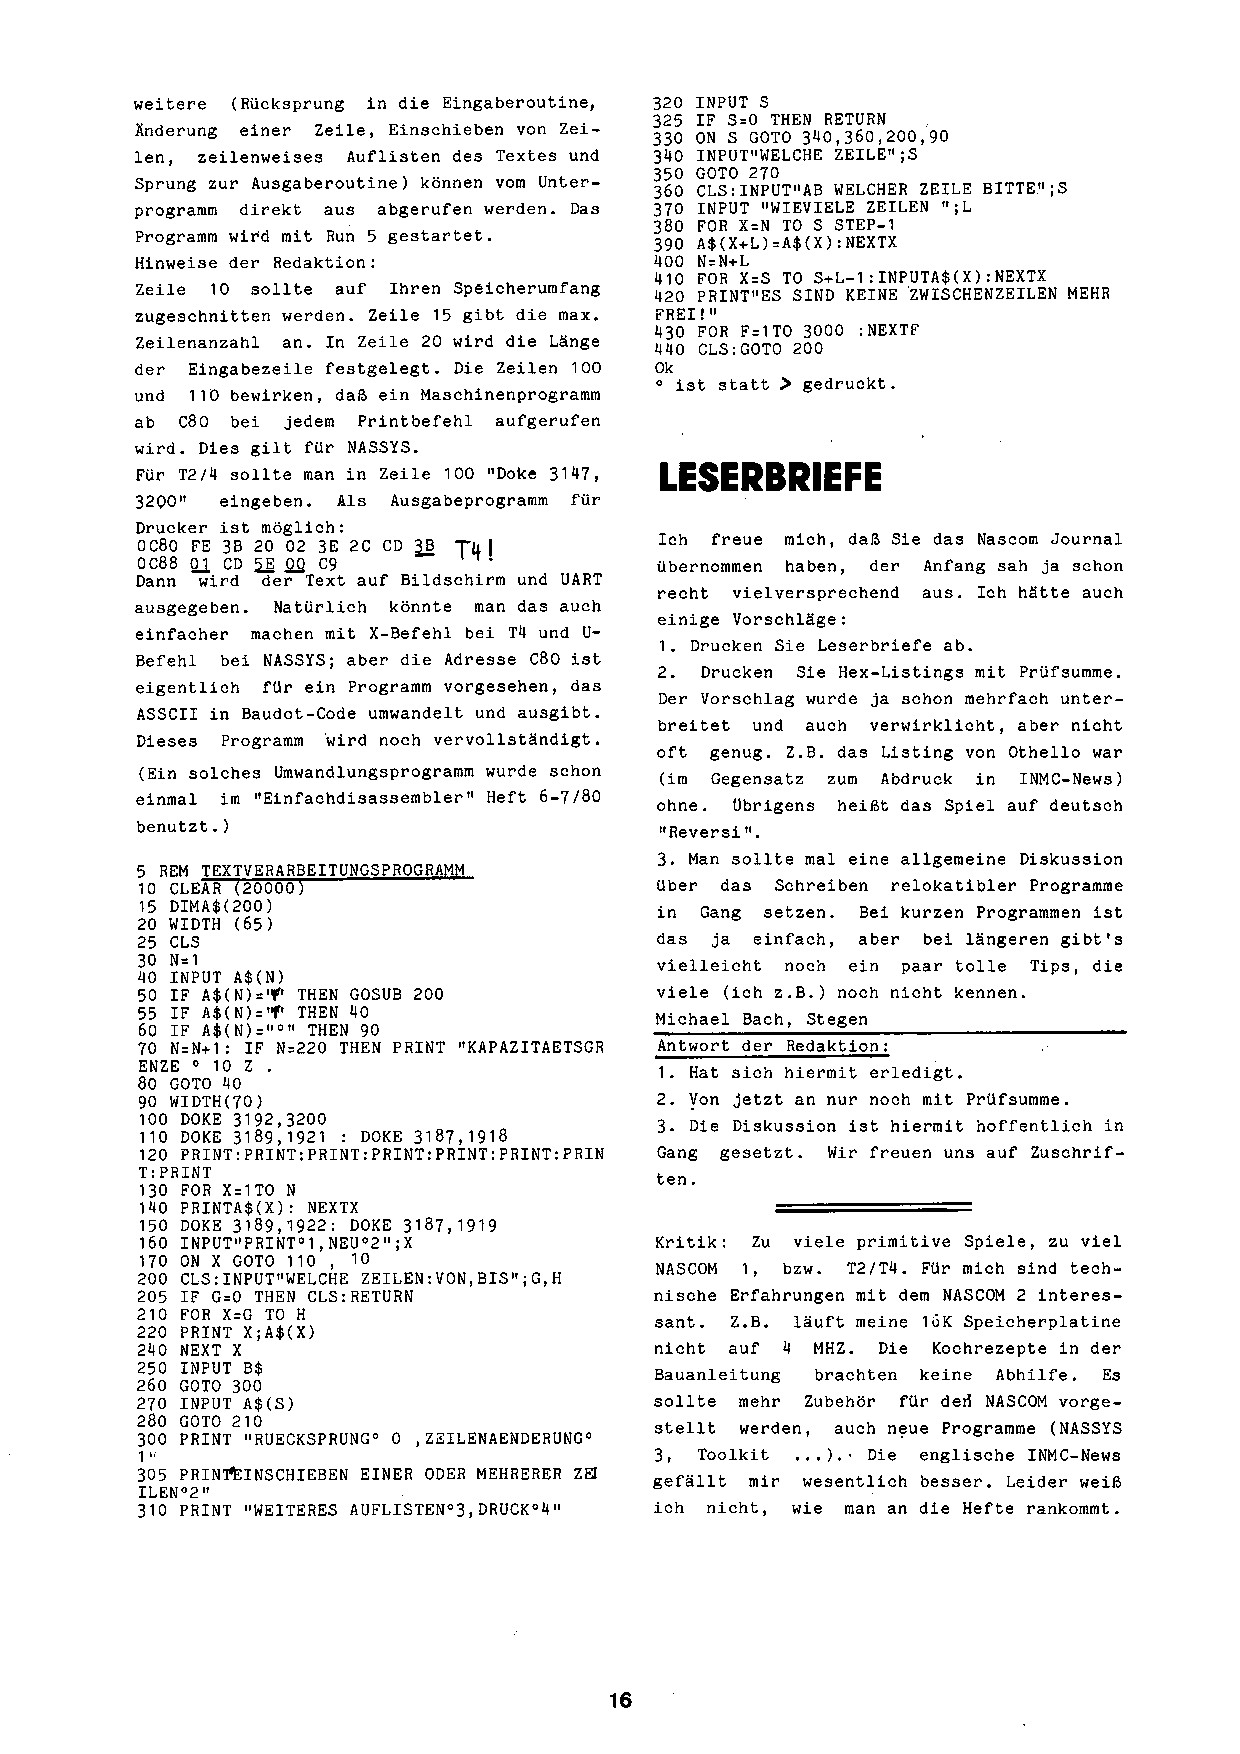 weitere (Rücksprung in die Eingaberoutine,
Änderung einer Zeile, Einschieben von Zei-
len, zeilenweises Auflisten des Textes und
Sprung zur Ausgaberoutine) können vom Unter-
programm direkt aus abgerufen werden. Das
Programm wird mit Run 5 gestartet.
Hinweise der Redaktion:
Zeile 10 sollte auf Ihren Speicherumfang
zugeschnitten werden. Zeile 15 gibt die max.
Zeilenanzahl an. In Zeile 20 wird die Länge
der Eingabezeile festgelegt. Die Zeilen 100
und 110 bewirken, daß ein Maschinenprogramm
ab C80 bei jedem Printbefehl aufgerufen
wird. Dies gilt für NASSYS.
Für T2/4 sollte man in Zeile 100 "Doke 3147,
3200" eingeben. Als Ausgabeprogramm für
Drucker ist möglich:
0C80 FE 3B 20 02 3E 2C CD 3B T4!
0C88 01 CD 5E 00 C9
Dann wird der Text auf Bildschirm und UART
ausgegeben. Natürlich könnte man das auch
einfacher machen mit X-Befehl bei T4 und U-
Befehl bei NASSYS; aber die Adresse C80 ist
eigentlich für ein Programm vorgesehen, das
ASSCII in Baudot-Code umwandelt und ausgibt.
Dieses Programm wird noch vervollständigt.
(Ein solches Umwandlungsprogramm wurde schon
einmal im "Einfachdisassembler" Heft 6-7/80
benutzt.)
5 REM TEXTVERARBEITUNGSPROGRAMM
10 CLEAR (20000)
15 DIMA$(200)
20 WIDTH (65)
25 CLS
30 N=1
40 INPUT A$(N)
50 IF A$(N)= THEN GOSUB 200
55 IF A$(N)= THEN 40
60 IF A$(N)="°" THEN 90
70 N=N+1: IF N=220 THEN PRINT "KAPAZITAETSGR
ENZE ° 10 Z .
80 GOTO 40
90 WIDTH(70)
100 DOKE 3192,3200
110 DOKE 3189,1921 : DOKE 3187,1918
120 PRINT:PRINT:PRINT:PRINT:PRINT:PRINT:PRIN
T:PRINT
130 FOR X=1TO N
140 PRINTA$(X): NEXTX
150 DOKE 3189,1922: DOKE 3187,1919
160 INPUT"PRINT°1,NEU°2";X
170 ON X GOTO 110 , 10
200 CLS:INPUT"WELCHE ZEILEN:VON,BIS";G,H
205 IF G=0 THEN CLS:RETURN
210 FOR X=G TO H
220 PRINT X;A$(X)
240 NEXT X
250 INPUT B$
260 GOTO 300
270 INPUT A$(S)
280 GOTO 210
300 PRINT "RUECKSPRUNG° 0 ,ZEILENAENDERUNG°
1"
305 PRINT"EINSCHIEBEN EINER ODER MEHRERER ZEI
ILEN°2"
310 PRINT "WEITERES AUFLISTEN°3,DRUCK°4"
320 INPUT S
325 IF S=0 THEN RETURN
330 ON S GOTO 340,360,200,90
340 INPUT"WELCHE ZEILE";S
350 GOTO 270
360 CLS:INPUT"AB WELCHER ZEILE BITTE";S
370 INPUT "WIEVIELE ZEILEN ";L
380 FOR X=N TO S STEP-1
390 A$(X+L)=A$(X):NEXTX
400 N=N+L
410 FOR X=S TO S+L-1:INPUTA$(X):NEXTX
420 PRINT"ES SIND KEINE ZWISCHENZEILEN MEHR
FREI!"
430 FOR F=1TO 3000 :NEXTF
440 CLS:GOTO 200
Ok
° ist statt > gedruckt.
LESERBRIEFE
Ich freue mich, daß Sie das Nascom Journal
übernommen haben, der Anfang sah ja schon
recht vielversprechend aus. Ich hätte auch
einige Vorschläge:
1. Drucken Sie Leserbriefe ab.
2. Drucken Sie Hex-Listings mit Prüfsumme.
Der Vorschlag wurde ja schon mehrfach unter-
breitet und auch verwirklicht, aber nicht
oft genug. Z.B. das Listing von Othello war
(im Gegensatz zum Abdruck in INMC-News)
ohne. Übrigens heißt das Spiel auf deutsch
"Reversi".
3. Man sollte mal eine allgemeine Diskussion
über das Schreiben relokatibler Programme
in Gang setzen. Bei kurzen Programmen ist
das ja einfach, aber bei längeren gibt's
vielleicht noch ein paar tolle Tips, die
viele (ich z.B.) noch nicht kennen.
Michael Bach, Stegen
Antwort der Redaktion:
1. Hat sich hiermit erledigt.
2. Von jetzt an nur noch mit Prüfsumme.
3. Die Diskussion ist hiermit hoffentlich in
Gang gesetzt. Wir freuen uns auf Zuschrif-
ten.
Kritik: Zu viele primitive Spiele, zu viel
NASCOM 1, bzw. T2/T4. Für mich sind tech-
nische Erfahrungen mit dem NASCOM 2 interes-
sant. Z.B. läuft meine 16K Speicherplatine
nicht auf 4 MHZ. Die Kochrezepte in der
Bauanleitung brachten keine Abhilfe. Es
sollte mehr Zubehör für den NASCOM vorge-
stellt werden, auch neue Programme (NASSYS
3, Toolkit ...). Die englische INMC-News
gefällt mir wesentlich besser. Leider weiß
ich nicht, wie man an die Hefte rankommt.
16